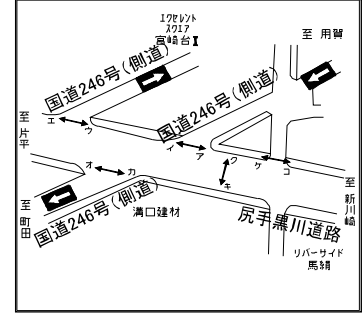 エクセレント
スクエア
宮崎台Ⅱ
至 用賀
国道246号(側道)
国道246号(側道)
至 片平
エ
ウ
イ
ア
ク
ケ
コ
オ
カ
キ
至 町田
国道246号(側道)
溝口建材
尻手黒川道路
至 新川崎
リバーサイド
馬絹